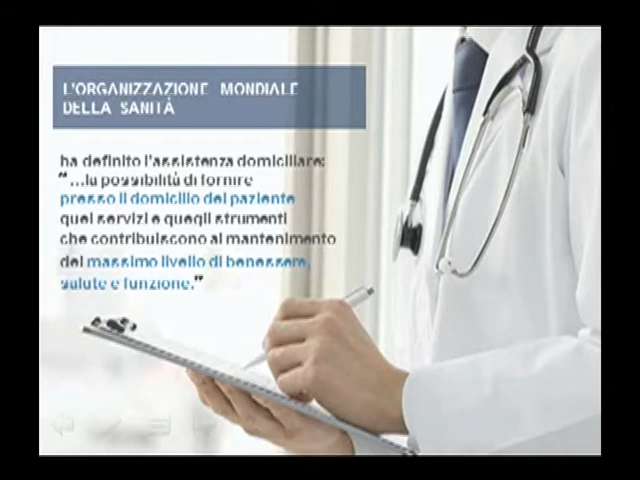 L'ORGANIZZAZIONE MONDIALE
DELLA SANITÀ
ha definito l'assistenza domiciliare:
“...la possibilità di fornire
presso il domicilio del paziente
quei servizi e quegli strumenti
che contribuiscono al mantenimento
del massimo livello di benessere,
salute e funzione.”